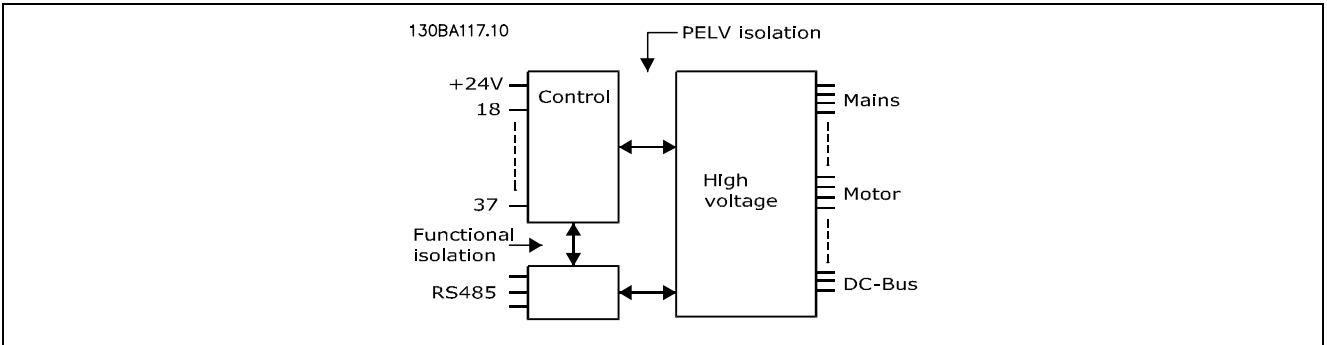 130BA117.10
PELV isolation
+24V
Control
Mains
18
High
voltage
Motor
37
Functional
isolation
RS485
DC-Bus